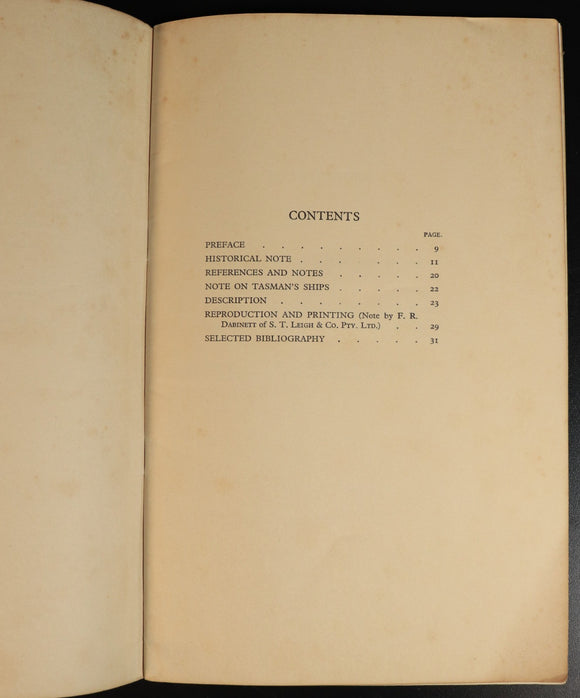 CONTENTS
PAGE.
PREFACE . . . . . . . . . 9
HISTORICAL NOTE . . . . . . . 11
REFERENCES AND NOTES . . . . . 20
NOTE ON TASMAN'S SHIPS . . . . . 22
DESCRIPTION . . . . . . . . 23
REPRODUCTION AND PRINTING (Note by F. R.
DABINETT of S. T. LEIGH & CO. PTY. LTD.) . . 29
SELECTED BIBLIOGRAPHY . . . . . 31